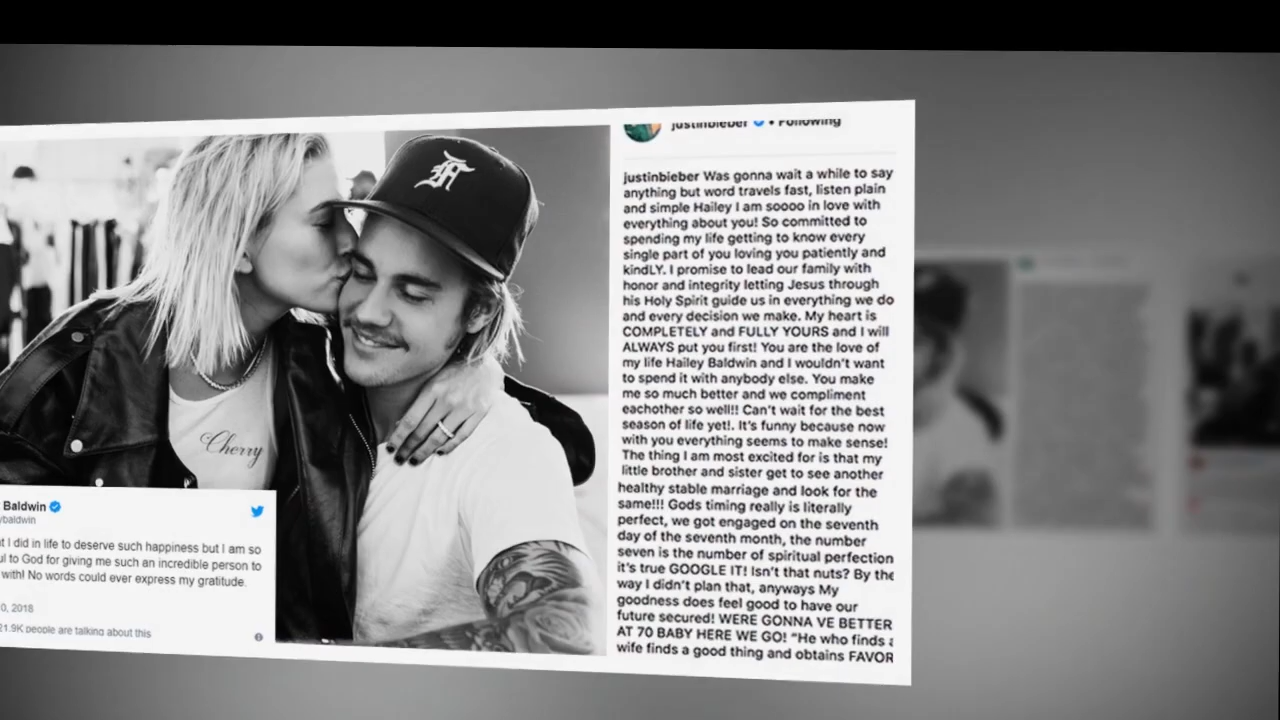 Cherry
Baldwin
ybaldwin
t I did in life to deserve such happiness but I am so
ul to God for giving me such an incredible person to
with! No words could ever express my gratitude.
0, 2018
21.9K people are talking about this
justinbieber • Following
justinbieber Was gonna wait a while to say
anything but word travels fast, listen plain
and simple Hailey I am soooo in love with
everything about you! So committed to
spending my life getting to know every
single part of you loving you patiently and
kindLY. I promise to lead our family with
honor and integrity letting Jesus through
his Holy Spirit guide us in everything we do
and every decision we make. My heart is
COMPLETELY and FULLY YOURS and I will
ALWAYS put you first! You are the love of
my life Hailey Baldwin and I wouldn't want
to spend it with anybody else. You make
me so much better and we compliment
eachother so well!! Can't wait for the best
season of life yet!. It's funny because now
with you everything seems to make sense!
The thing I am most excited for is that my
little brother and sister get to see another
healthy stable marriage and look for the
same!!! Gods timing really is literally
perfect, we got engaged on the seventh
day of the seventh month, the number
seven is the number of spiritual perfection
it's true GOOGLE IT! Isn't that nuts? By the
way I didn't plan that, anyways My
goodness does feel good to have our
future secured! WERE GONNA VE BETTER
AT 70 BABY HERE WE GO! "He who finds a
wife finds a good thing and obtains FAVOR